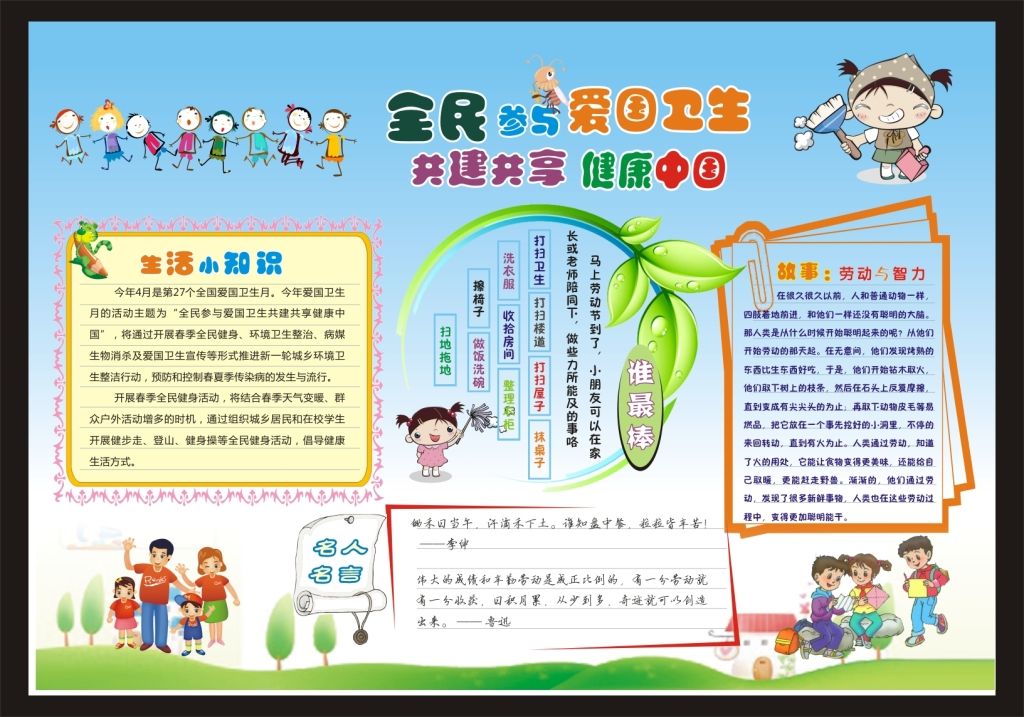 全民参与爱国卫生
共建共享 健康中国
生活小知识
今年4月是第27个全国爱国卫生月。今年爱国卫生
月的活动主题为“全民参与爱国卫生共建共享健康中
国”，将通过开展春季全民健身、环境卫生整治、病媒
生物消杀及爱国卫生宣传等形式推进新一轮城乡环境卫
生整洁行动，预防和控制春夏季传染病的发生与流行。
开展春季全民健身活动，将结合春季天气变暖、群
众户外活动增多的时机，通过组织城乡居民和在校学生
开展健步走、登山、健身操等全民健身活动，倡导健康
生活方式。
谁最棒
马上劳动节到了，小朋友可以在家
长或老师陪同下，做些力所能及的事咯
打扫卫生
打扫楼道
打扫屋子
抹桌子
洗衣服
收拾房间
整理衣柜
擦椅子
做饭洗碗
扫地拖地
故事：劳动与智力
在很久很久以前，人和普通动物一样，
四肢着地前进，和他们一样还没有聪明的大脑。
那人类是从什么时候开始聪明起来的呢？从他们
开始劳动的那天起。在无意间，他们发现烤熟的
东西比生东西好吃，于是，他们开始钻木取火，
他们取下树上的枝条，然后在石头上反复摩擦，
直到变成有尖尖头的为止，再取下动物皮毛等易
燃品，把它放在一个事先挖好的小洞里，不停的
来回转动，直到有火为止。人类通过劳动，知道
了火的用处，它能让食物变得更美味，还能给自
己取暖，更能赶走野兽。渐渐的，他们通过劳
动，发现了很多新鲜事物，人类也在这些劳动过
程中，变得更加聪明能干。
名人
名言
锄禾日当午，汗滴禾下土。谁知盘中餐，粒粒皆辛苦！
——李绅
伟大的成绩和辛勤劳动是成正比例的，有一分劳动就
有一分收获，日积月累，从少到多，奇迹就可以创造
出来。——鲁迅